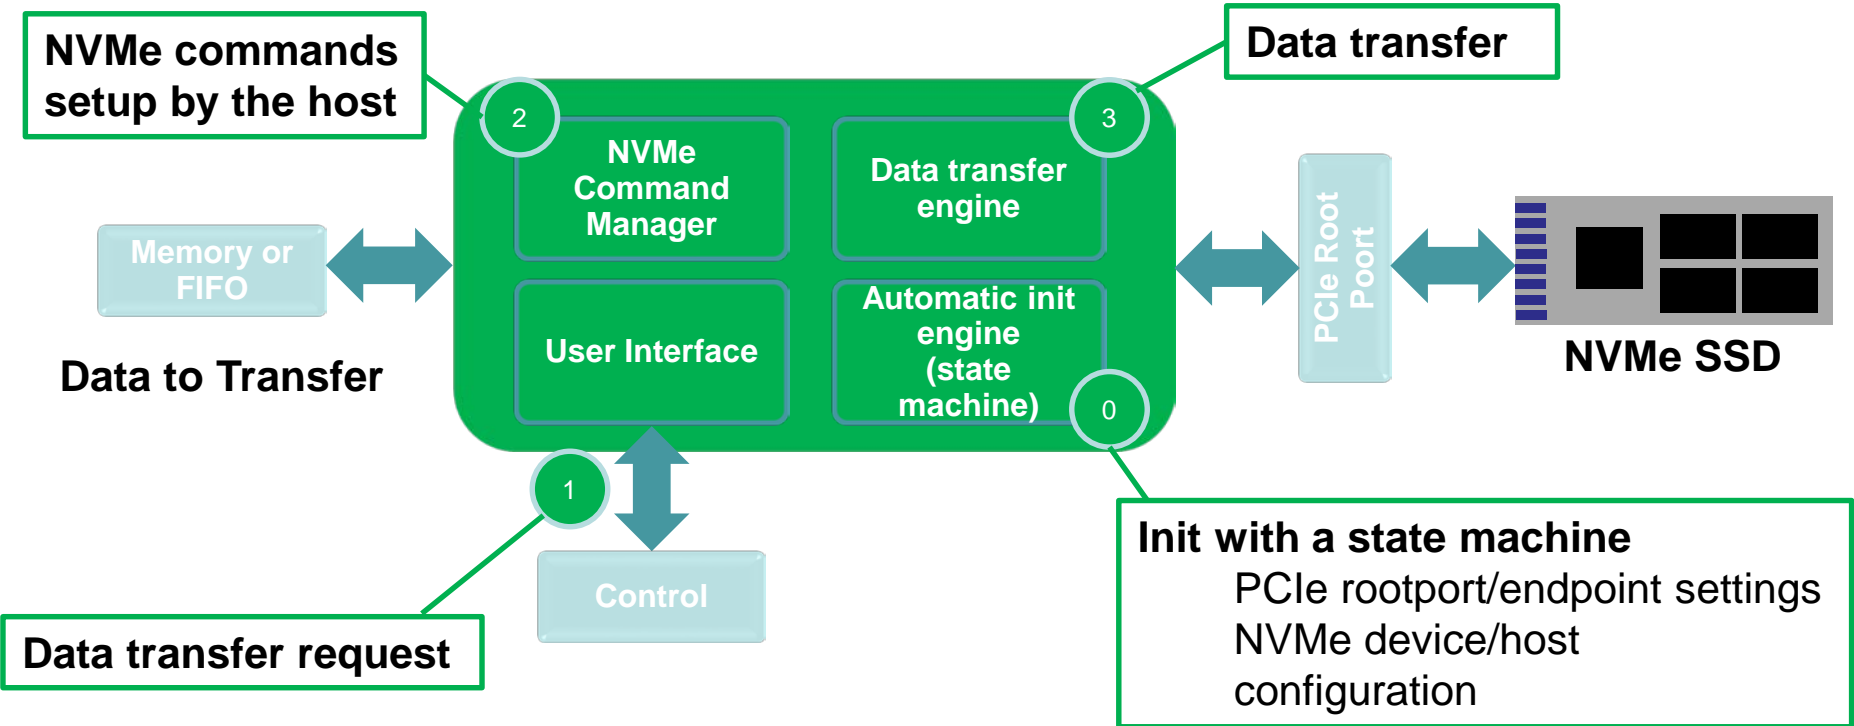 NVMe commands
setup by the host
Data transfer
2
3
NVMe
Command
Manager
Data transfer
engine
Memory or
FIFO
PCIe Root
Poort
User Interface
Automatic init
engine
(state
machine)
0
Data to Transfer
NVMe SSD
1
Control
Data transfer request
Init with a state machine
PCIe rootport/endpoint settings
NVMe device/host
configuration